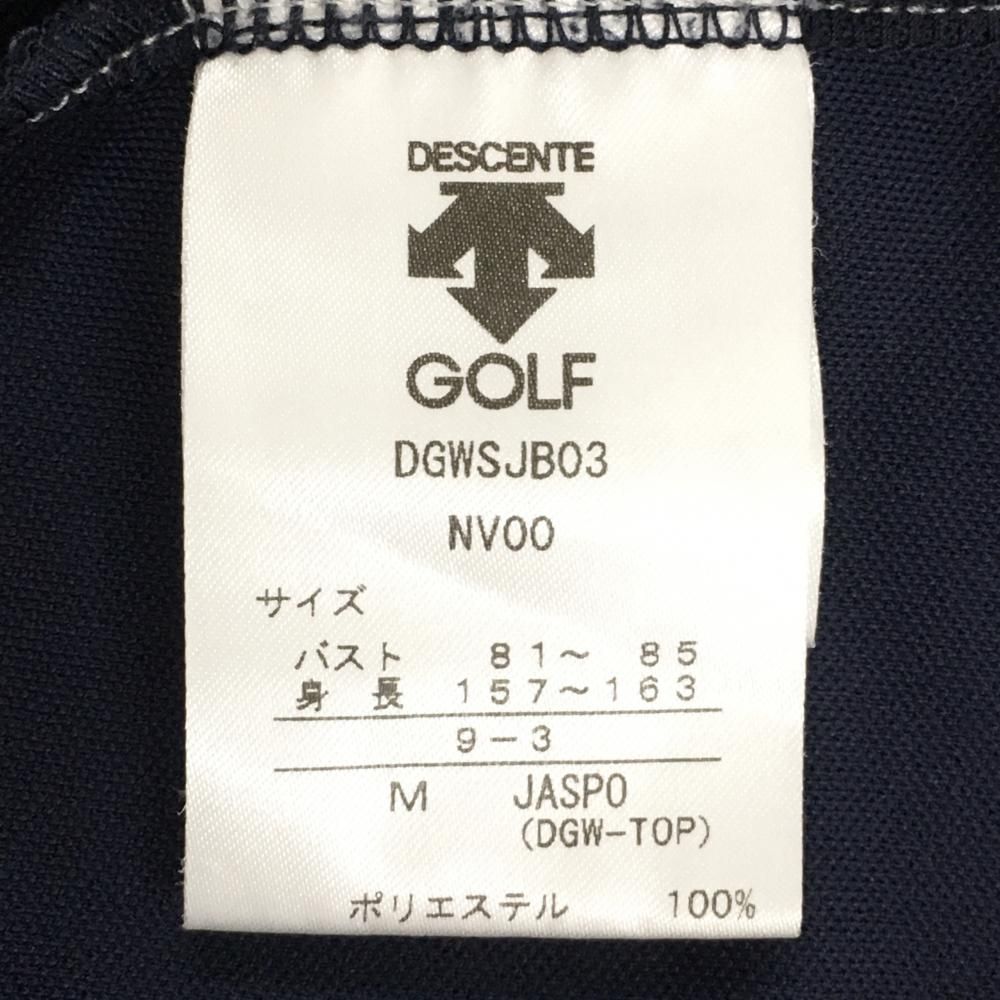 DESCENTE
GOLF
DGWSJB03
NV00
サイズ
バスト 81～ 85
身 長 157～163
9－3
M JASPO
(DGW-TOP)
ポリエステル 100%